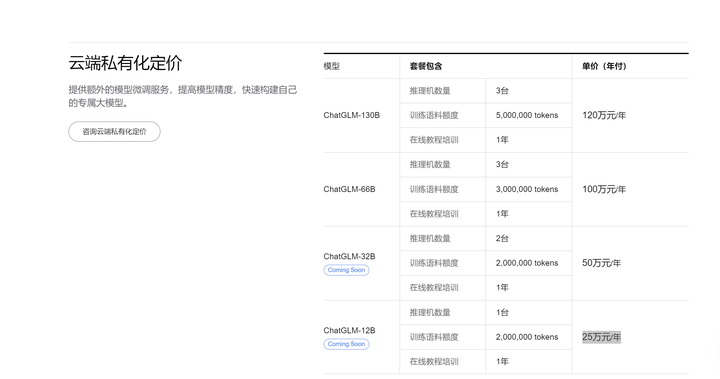 云端私有化定价
提供额外的模型微调服务，提高模型精度，快速构建自己
的专属大模型。
咨询云端私有化定价
模型 套餐包含 单价（年付）
ChatGLM-130B
推理机数量 3台
训练语料额度 5,000,000 tokens
在线教程培训 1年
120万元/年
ChatGLM-66B
推理机数量 3台
训练语料额度 3,000,000 tokens
在线教程培训 1年
100万元/年
ChatGLM-32B
Coming Soon
推理机数量 2台
训练语料额度 2,000,000 tokens
在线教程培训 1年
50万元/年
ChatGLM-12B
Coming Soon
推理机数量 1台
训练语料额度 2,000,000 tokens
在线教程培训 1年
25万元/年